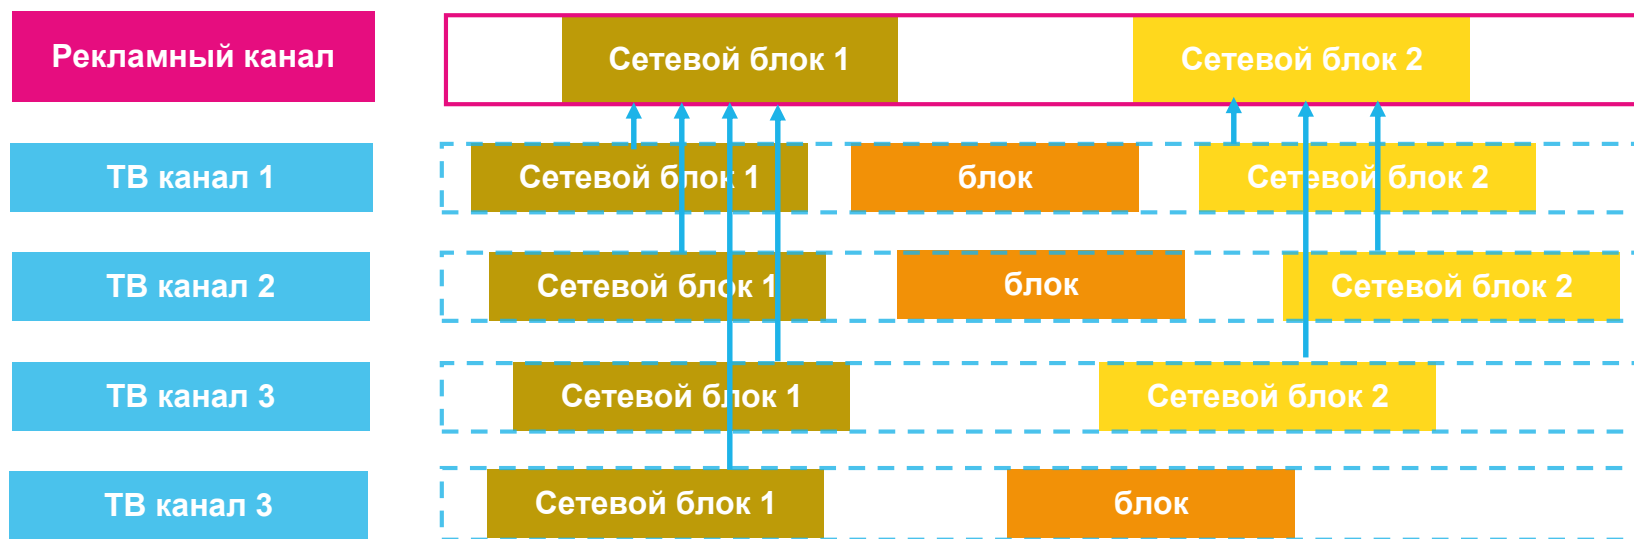 Рекламный канал
Сетевой блок 1
Сетевой блок 2
ТВ канал 1
Сетевой блок 1
блок
Сетевой блок 2
ТВ канал 2
Сетевой блок 1
блок
Сетевой блок 2
ТВ канал 3
Сетевой блок 1
Сетевой блок 2
ТВ канал 3
Сетевой блок 1
блок